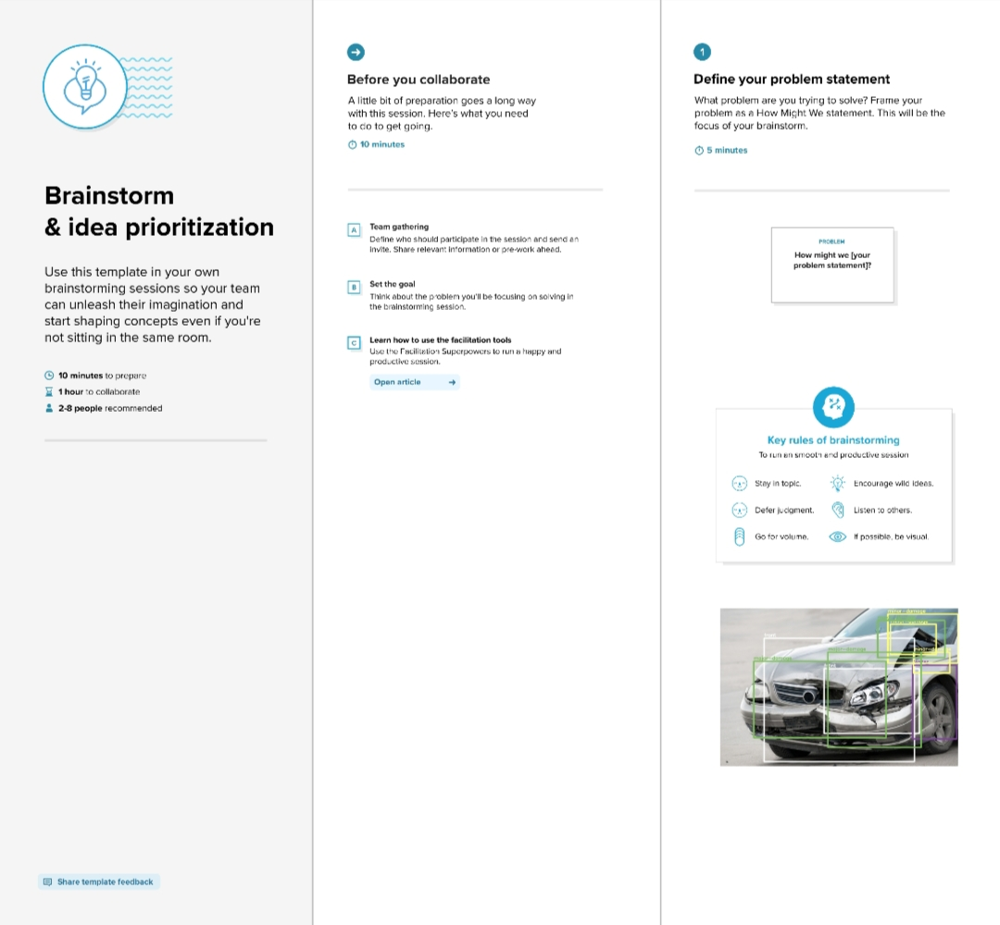 Brainstorm
& idea prioritization
Use this template in your own
brainstorming sessions so your team
can unleash their imagination and
start shaping concepts even if you're
not sitting in the same room.
10 minutes to prepare
1 hour to collaborate
2-8 people recommended
Share template feedback
Before you collaborate
A little bit of preparation goes a long way
with this session. Here's what you need
to do to get going.
10 minutes
A
Team gathering
Define who should participate in the session and send an
invite. Share relevant information or pre-work ahead.
B
Set the goal
Think about the problem you'll be focusing on solving in
the brainstorming session.
C
Learn how to use the facilitation tools
Use the Facilitation Superpowers to run a happy and
productive session.
Open article
1
Define your problem statement
What problem are you trying to solve? Frame your
problem as a How Might We statement. This will be the
focus of your brainstorm.
5 minutes
PROBLEM
How might we [your
problem statement]?
Key rules of brainstorming
To run an smooth and productive session
Stay in topic.
Encourage wild ideas.
Defer judgment.
Listen to others.
Go for volume.
If possible, be visual.